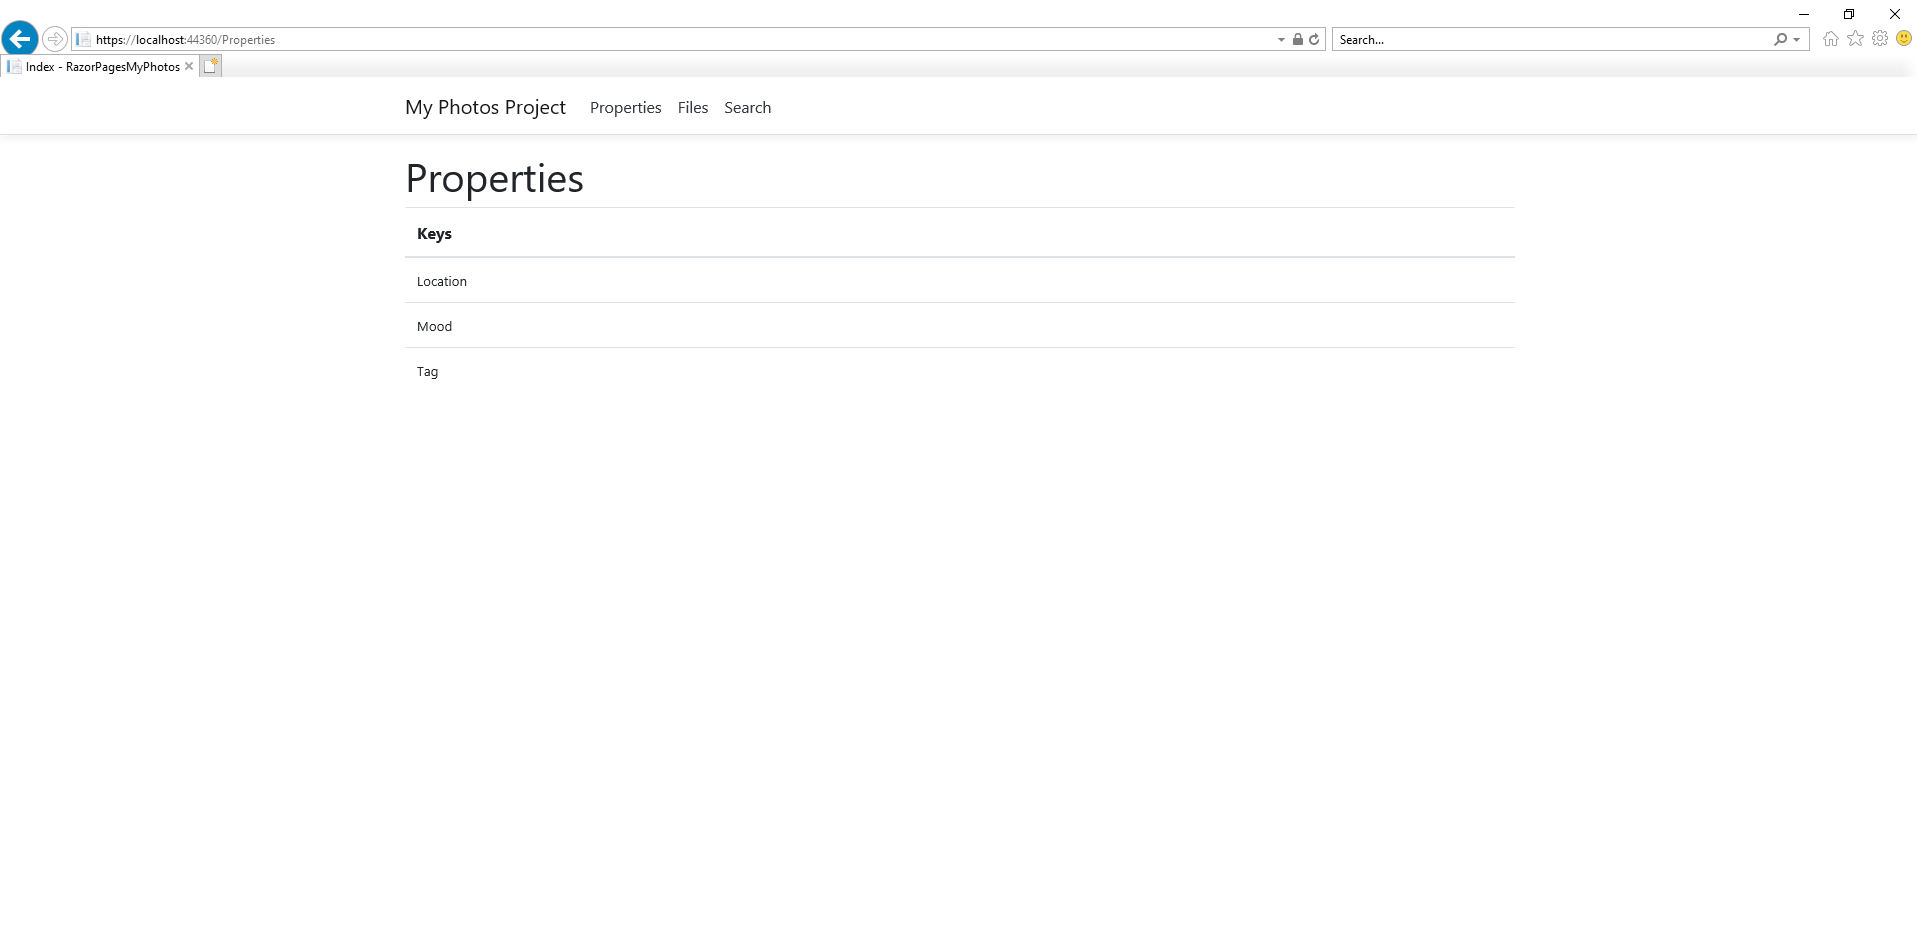 https://localhost:44360/Properties
Search...
Index - RazorPagesMyPhotos
My Photos Project Properties Files Search
Properties
Keys
Location
Mood
Tag